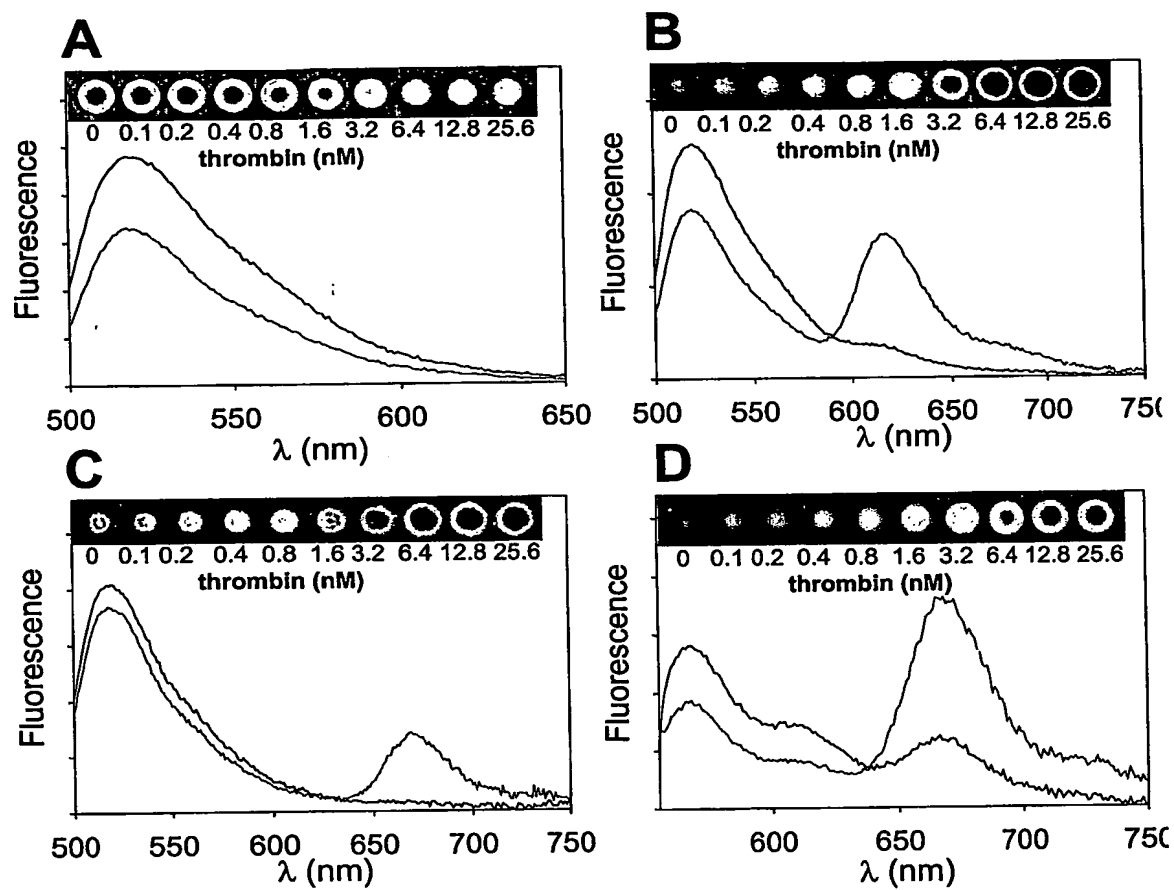 A
0 0.1 0.2 0.4 0.8 1.6 3.2 6.4 12.8 25.6
thrombin (nM)
Fluorescence
500 550 600 650
λ (nm)
B
0 0.1 0.2 0.4 0.8 1.6 3.2 6.4 12.8 25.6
thrombin (nM)
Fluorescence
500 550 600 650 700 75
λ (nm)
C
0 0.1 0.2 0.4 0.8 1.6 3.2 6.4 12.8 25.6
thrombin (nM)
Fluorescence
500 550 600 650 700 750
λ (nm)
D
0 0.1 0.2 0.4 0.8 1.6 3.2 6.4 12.8 25.6
thrombin (nM)
Fluorescence
600 650 700 75
λ (nm)